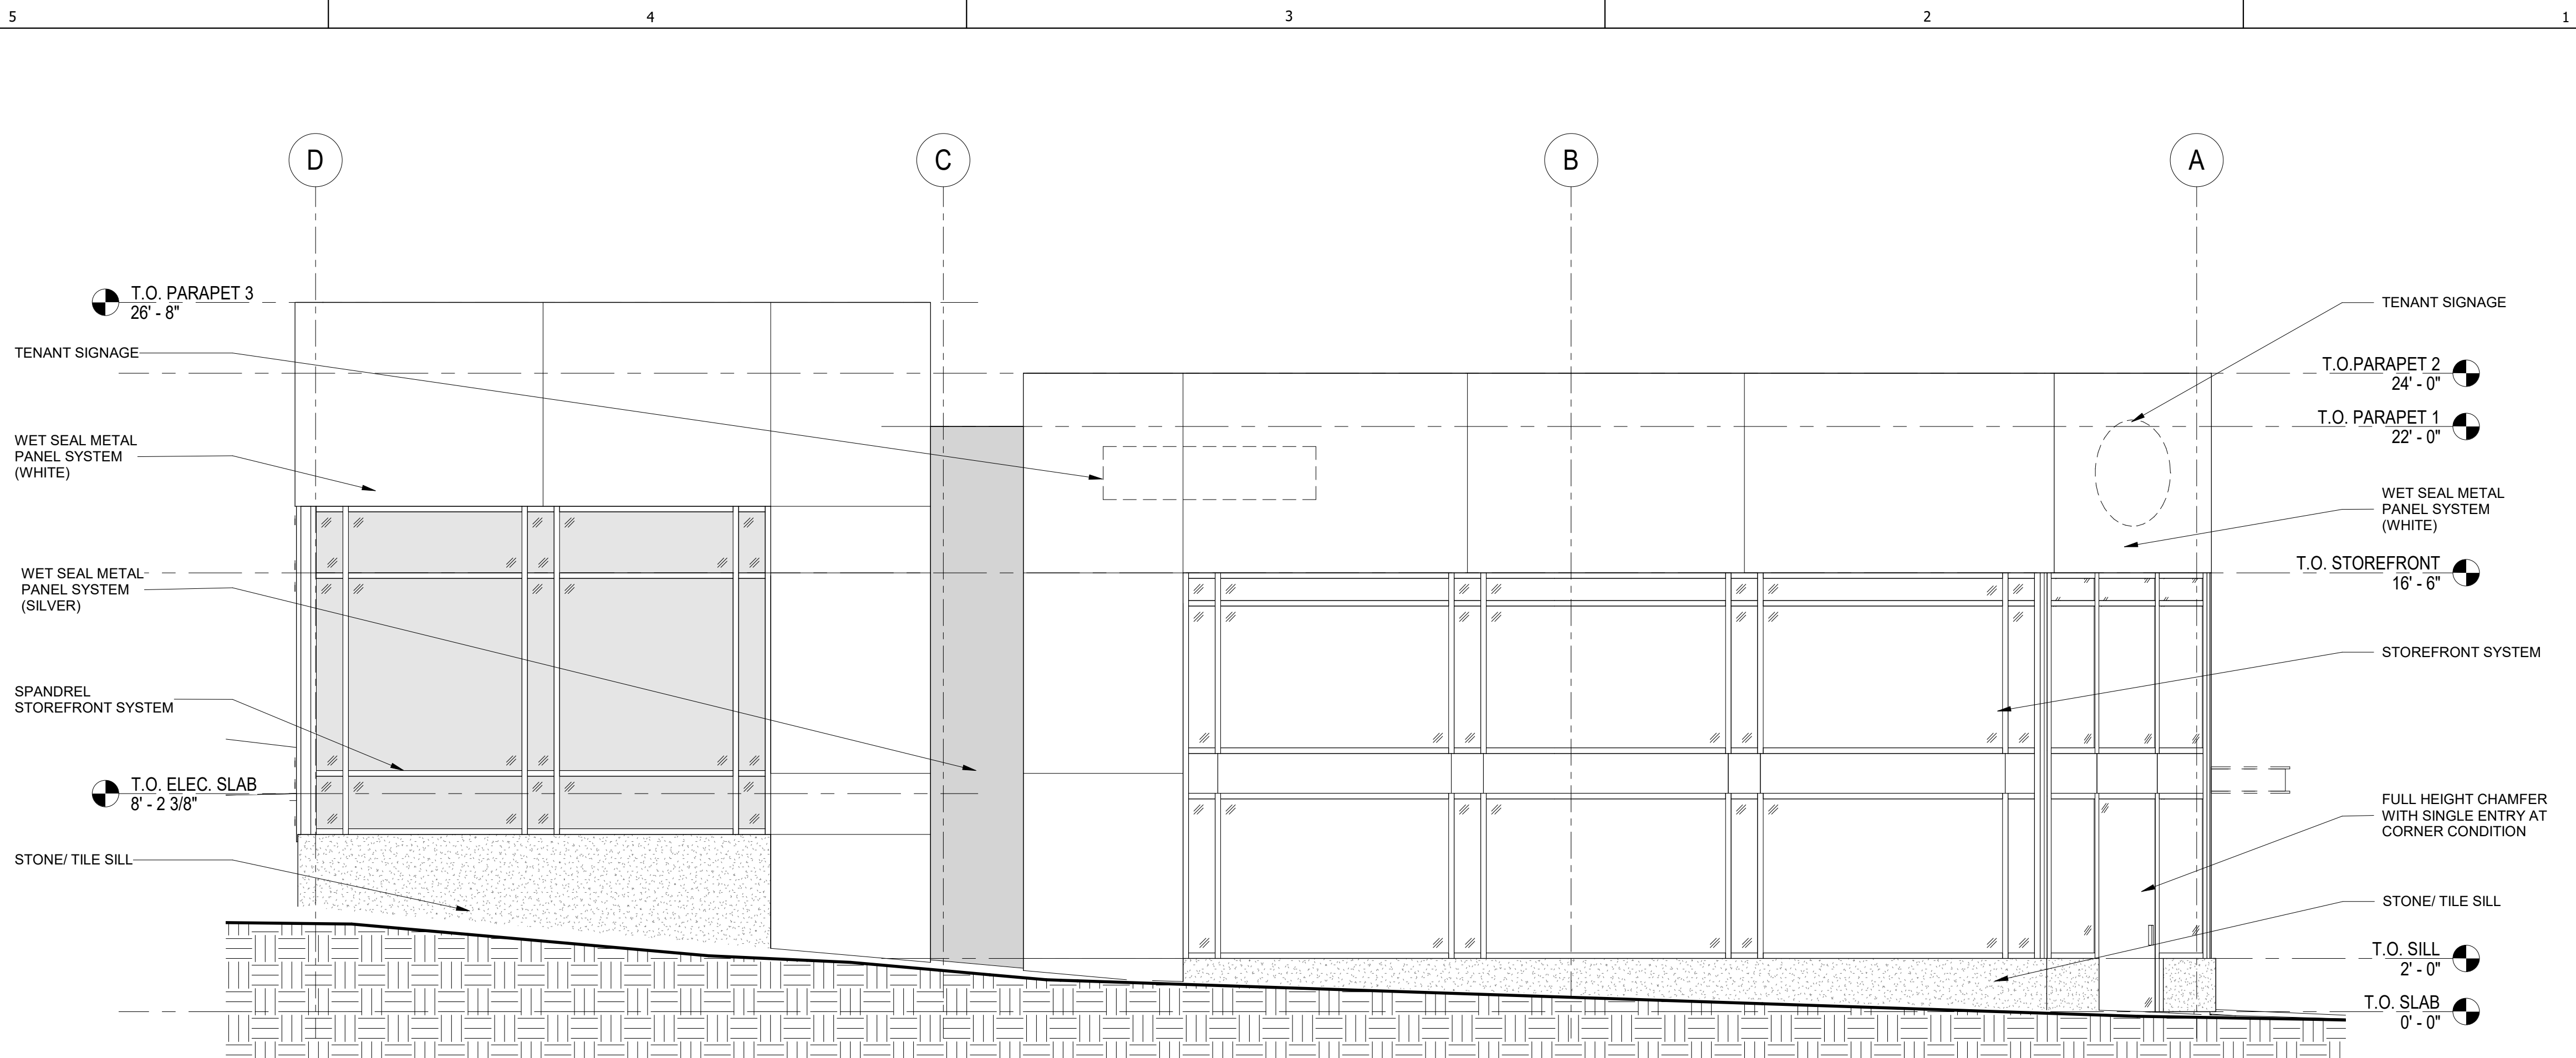 5
4
3
2
1
D
C
B
A
T.O. PARAPET 3
26' - 8"
TENANT SIGNAGE
WET SEAL METAL
PANEL SYSTEM
(WHITE)
WET SEAL METAL
PANEL SYSTEM
(SILVER)
SPANDREL
STOREFRONT SYSTEM
T.O. ELEC. SLAB
8' - 2 3/8"
STONE/ TILE SILL
TENANT SIGNAGE
T.O.PARAPET 2
24' - 0"
T.O. PARAPET 1
22' - 0"
WET SEAL METAL
PANEL SYSTEM
(WHITE)
T.O. STOREFRONT
16' - 6"
STOREFRONT SYSTEM
FULL HEIGHT CHAMFER
WITH SINGLE ENTRY AT
CORNER CONDITION
STONE/ TILE SILL
T.O. SILL
2' - 0"
T.O. SLAB
0' - 0"